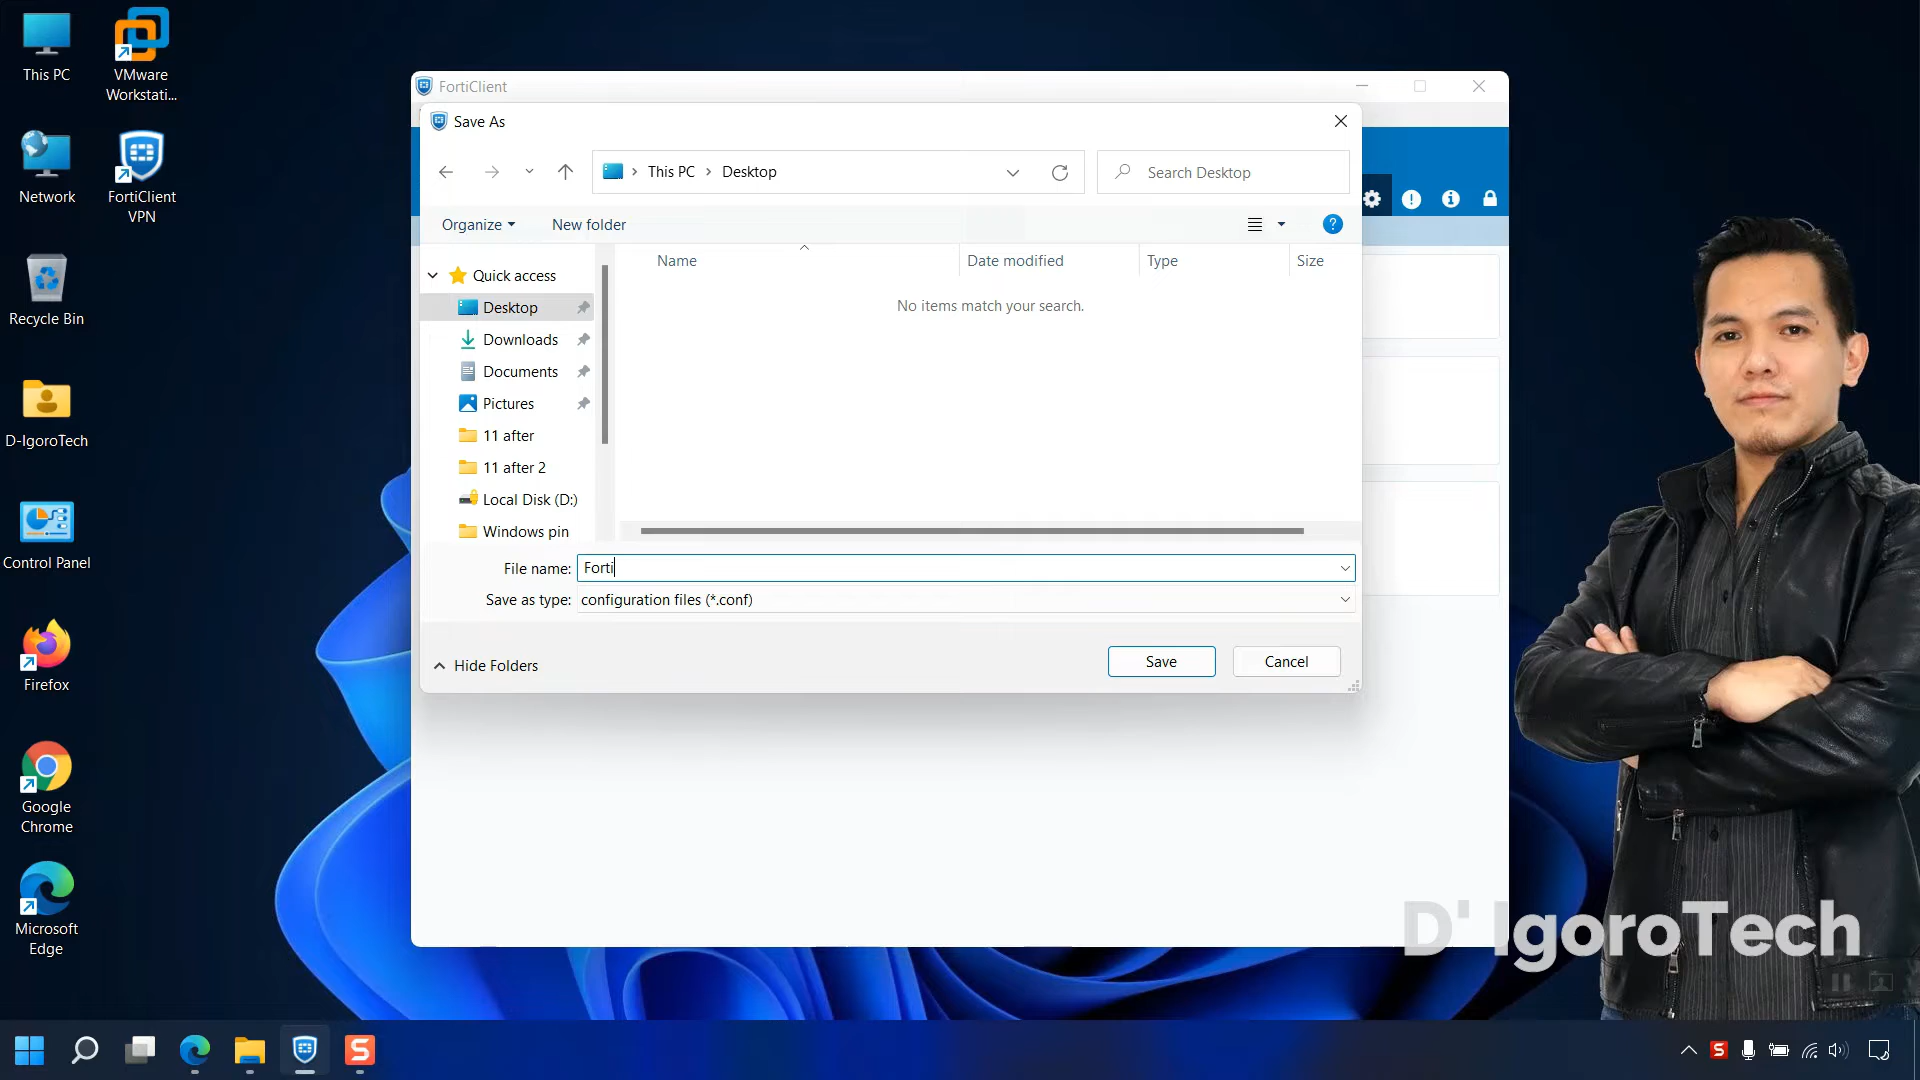 This PC
VMware
Workstati...
Network
FortiClient
VPN
Recycle Bin
D-IgoroTech
Control Panel
Firefox
Google
Chrome
Microsoft
Edge
FortiClient
Save As
This PC
Desktop
Search Desktop
Organize
New folder
Quick access
Desktop
Downloads
Documents
Pictures
11 after
11 after 2
Local Disk (D:)
Windows pin
Name
Date modified
Type
Size
No items match your search.
File name: Forti
Save as type: configuration files (*.conf)
Hide Folders
Save
Cancel
D' IgoroTech